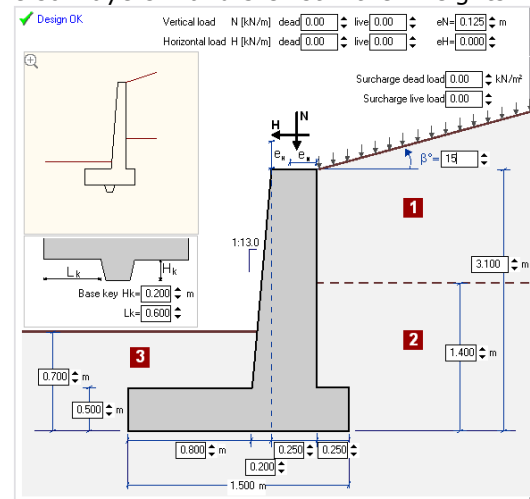 Design OK
Vertical load N [kN/m] dead 0.00 live 0.00 eN= 0.125 m
Horizontal load H [kN/m] dead 0.00 live 0.00 eH= 0.000 m
Surcharge dead load 0.00 kN/m²
Surcharge live load 0.00
H N
eH eN
β°= 15
1
1:13.0
3.100 m
Lk Hk
Base key Hk= 0.200 m
Lk= 0.600 m
2
1.400 m
3
0.700 m
0.500 m
0.800 m 0.250 0.250
0.200
1.500 m